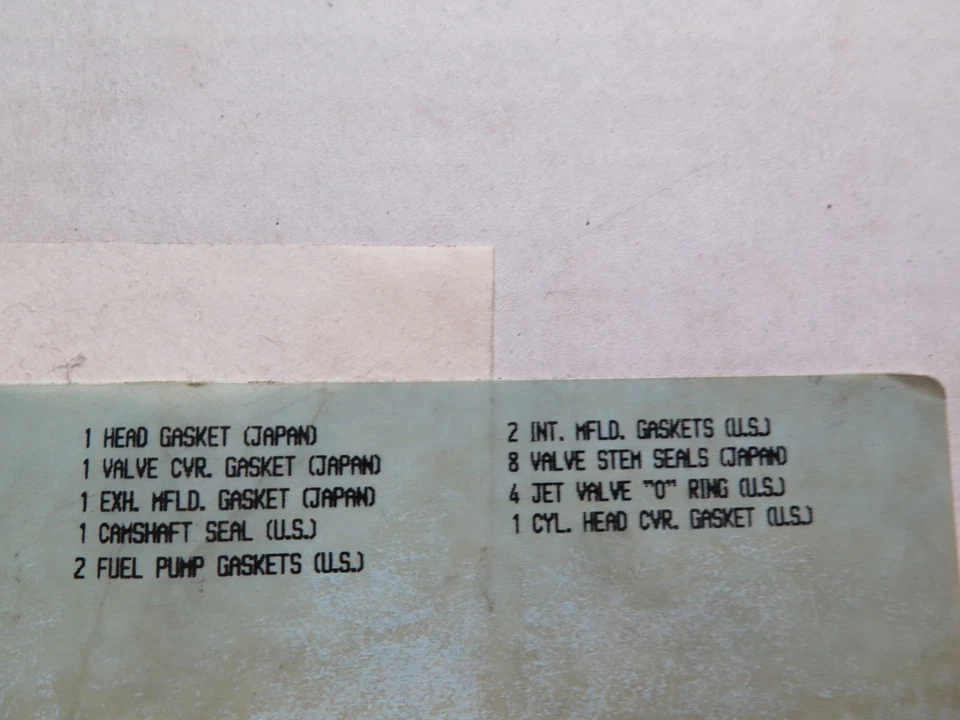 1 HEAD GASKET (JAPAN)
1 VALVE CVR. GASKET (JAPAN)
1 EXH. MFLD. GASKET (JAPAN)
1 CAMSHAFT SEAL (U.S.)
2 FUEL PUMP GASKETS (U.S.)
2 INT. MFLD. GASKETS (U.S.)
8 VALVE STEM SEALS (JAPAN)
4 JET VALVE "O" RING (U.S.)
1 CYL. HEAD CVR. GASKET (U.S.)